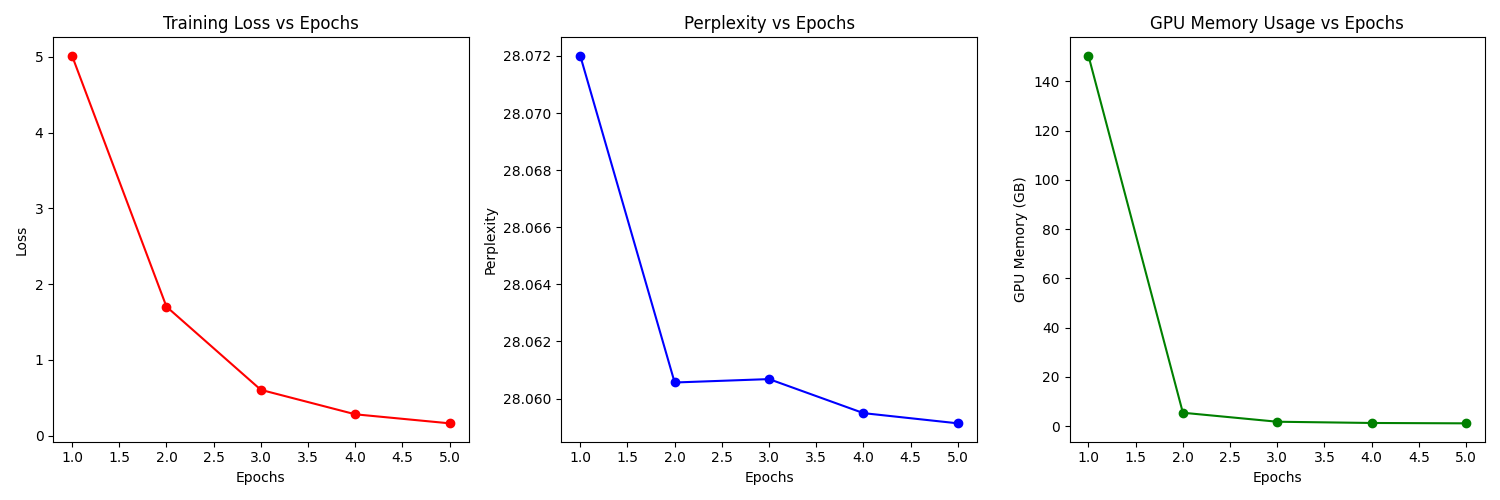 Training Loss vs Epochs
5
4
3
2
1
0
Loss
1.0 1.5 2.0 2.5 3.0 3.5 4.0 4.5 5.0
Epochs
Perplexity vs Epochs
28.072
28.070
28.068
28.066
28.064
28.062
28.060
Perplexity
1.0 1.5 2.0 2.5 3.0 3.5 4.0 4.5 5.0
Epochs
GPU Memory Usage vs Epochs
140
120
100
80
60
40
20
0
GPU Memory (GB)
1.0 1.5 2.0 2.5 3.0 3.5 4.0 4.5 5.0
Epochs